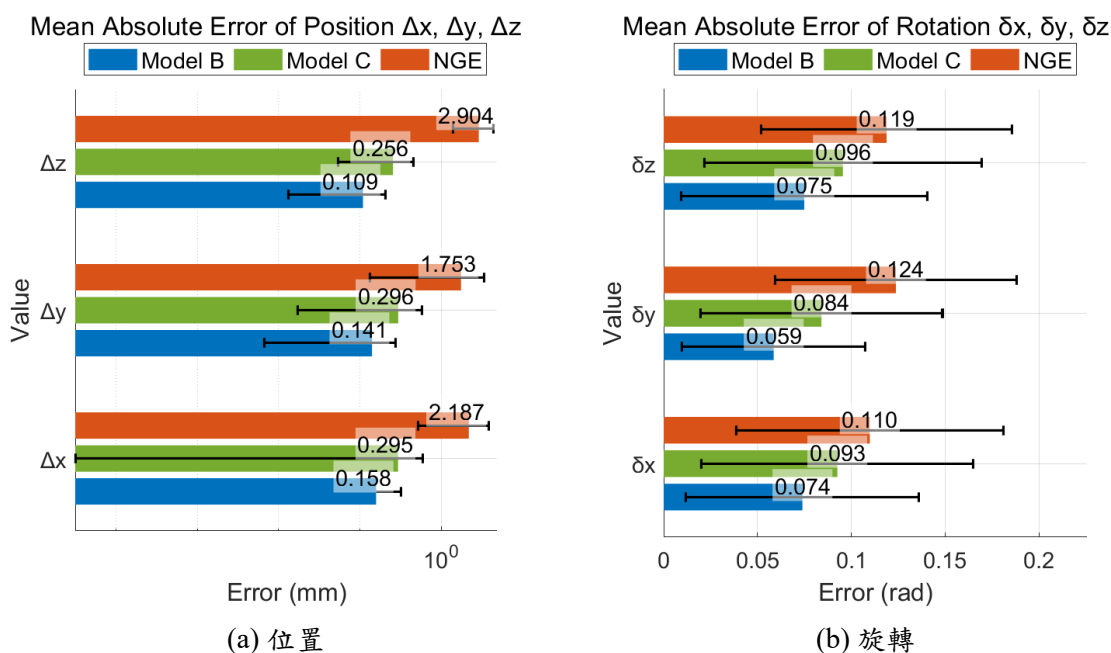 Mean Absolute Error of Position Δx, Δy, Δz
Model B Model C NGE
2.904
0.256
Δz
0.109
1.753
0.296
Δy
0.141
2.187
0.295
Δx
0.158
Value
10⁰
Error (mm)
(a) 位置
Mean Absolute Error of Rotation δx, δy, δz
Model B Model C NGE
0.119
0.096
δz
0.075
0.124
0.084
δy
0.059
0.110
0.093
δx
0.074
Value
0 0.05 0.1 0.15 0.2
Error (rad)
(b) 旋轉